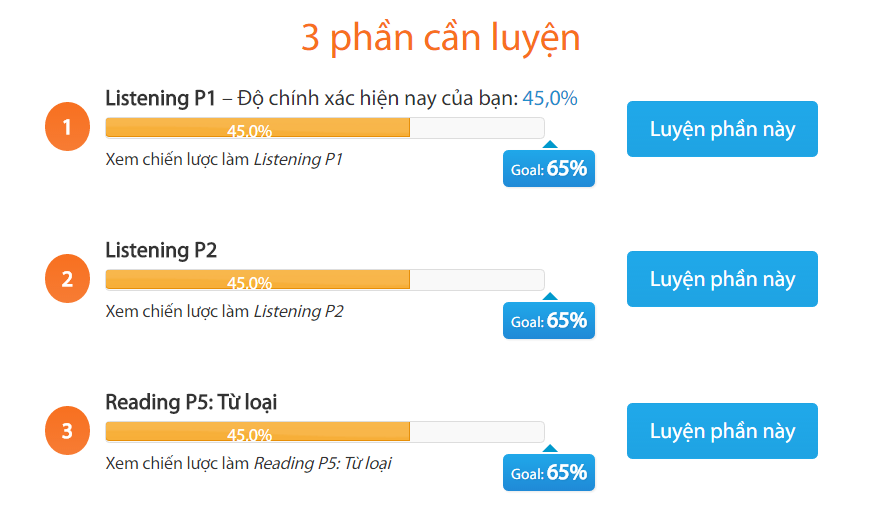 3 phần cần luyện
1
Listening P1 – Độ chính xác hiện nay của bạn: 45,0%
45.0%
Xem chiến lược làm Listening P1
Goal: 65%
Luyện phần này
2
Listening P2
45.0%
Xem chiến lược làm Listening P2
Goal: 65%
Luyện phần này
3
Reading P5: Từ loại
45.0%
Xem chiến lược làm Reading P5: Từ loại
Goal: 65%
Luyện phần này